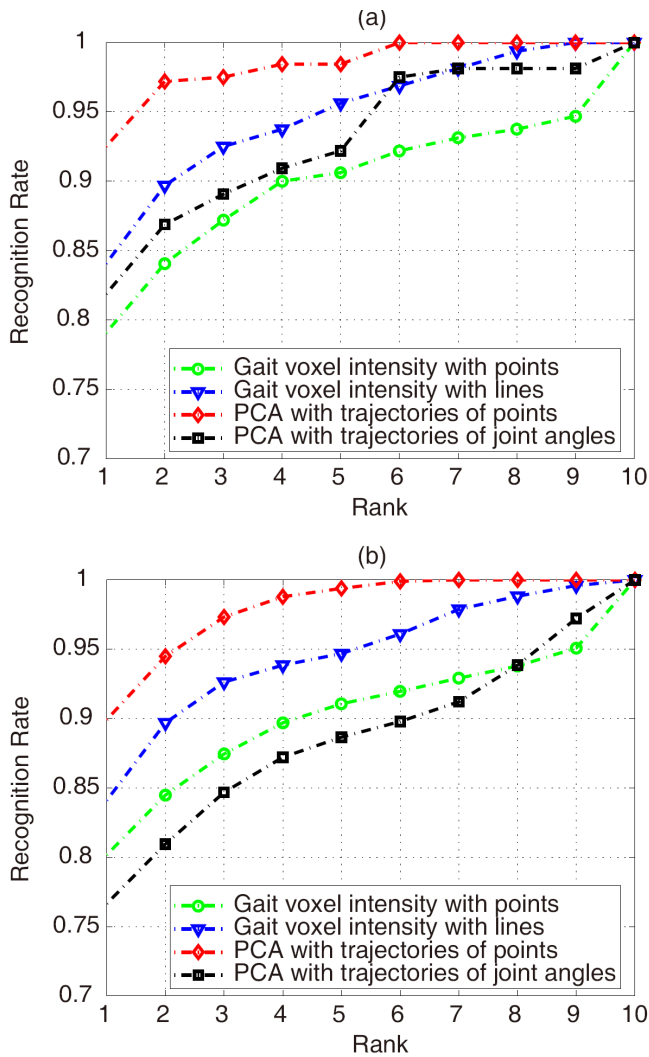 (a)
Recognition Rate
1
0.95
0.9
0.85
0.8
0.75
0.7
Gait voxel intensity with points
Gait voxel intensity with lines
PCA with trajectories of points
PCA with trajectories of joint angles
1 2 3 4 5 6 7 8 9 10
Rank
(b)
Recognition Rate
1
0.95
0.9
0.85
0.8
0.75
0.7
Gait voxel intensity with points
Gait voxel intensity with lines
PCA with trajectories of points
PCA with trajectories of joint angles
1 2 3 4 5 6 7 8 9 10
Rank